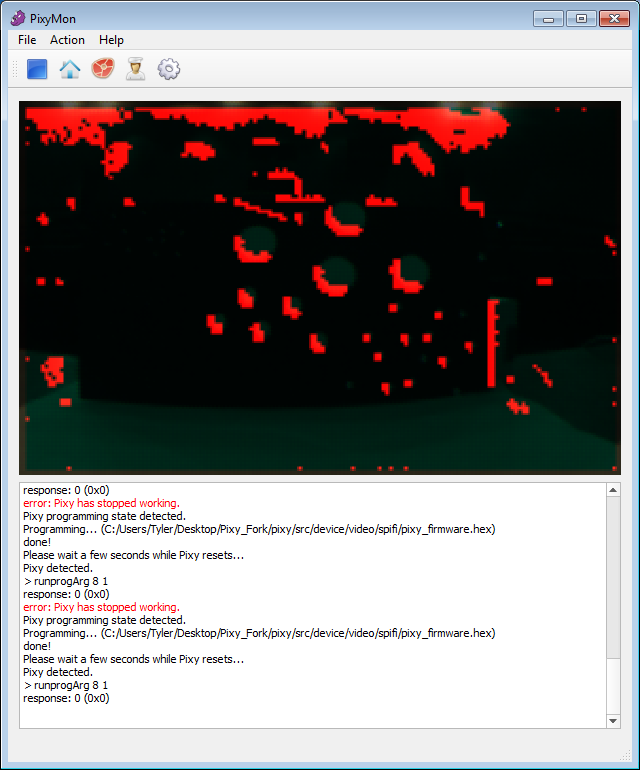 PixyMon
File Action Help
response: 0 (0x0)
error: Pixy has stopped working.
Pixy programming state detected.
Programming... (C:/Users/Tyler/Desktop/Pixy_Fork/pixy/src/device/video/spifi/pixy_firmware.hex)
done!
Please wait a few seconds while Pixy resets...
Pixy detected.
> runprogArg 8 1
response: 0 (0x0)
error: Pixy has stopped working.
Pixy programming state detected.
Programming... (C:/Users/Tyler/Desktop/Pixy_Fork/pixy/src/device/video/spifi/pixy_firmware.hex)
done!
Please wait a few seconds while Pixy resets...
Pixy detected.
> runprogArg 8 1
response: 0 (0x0)